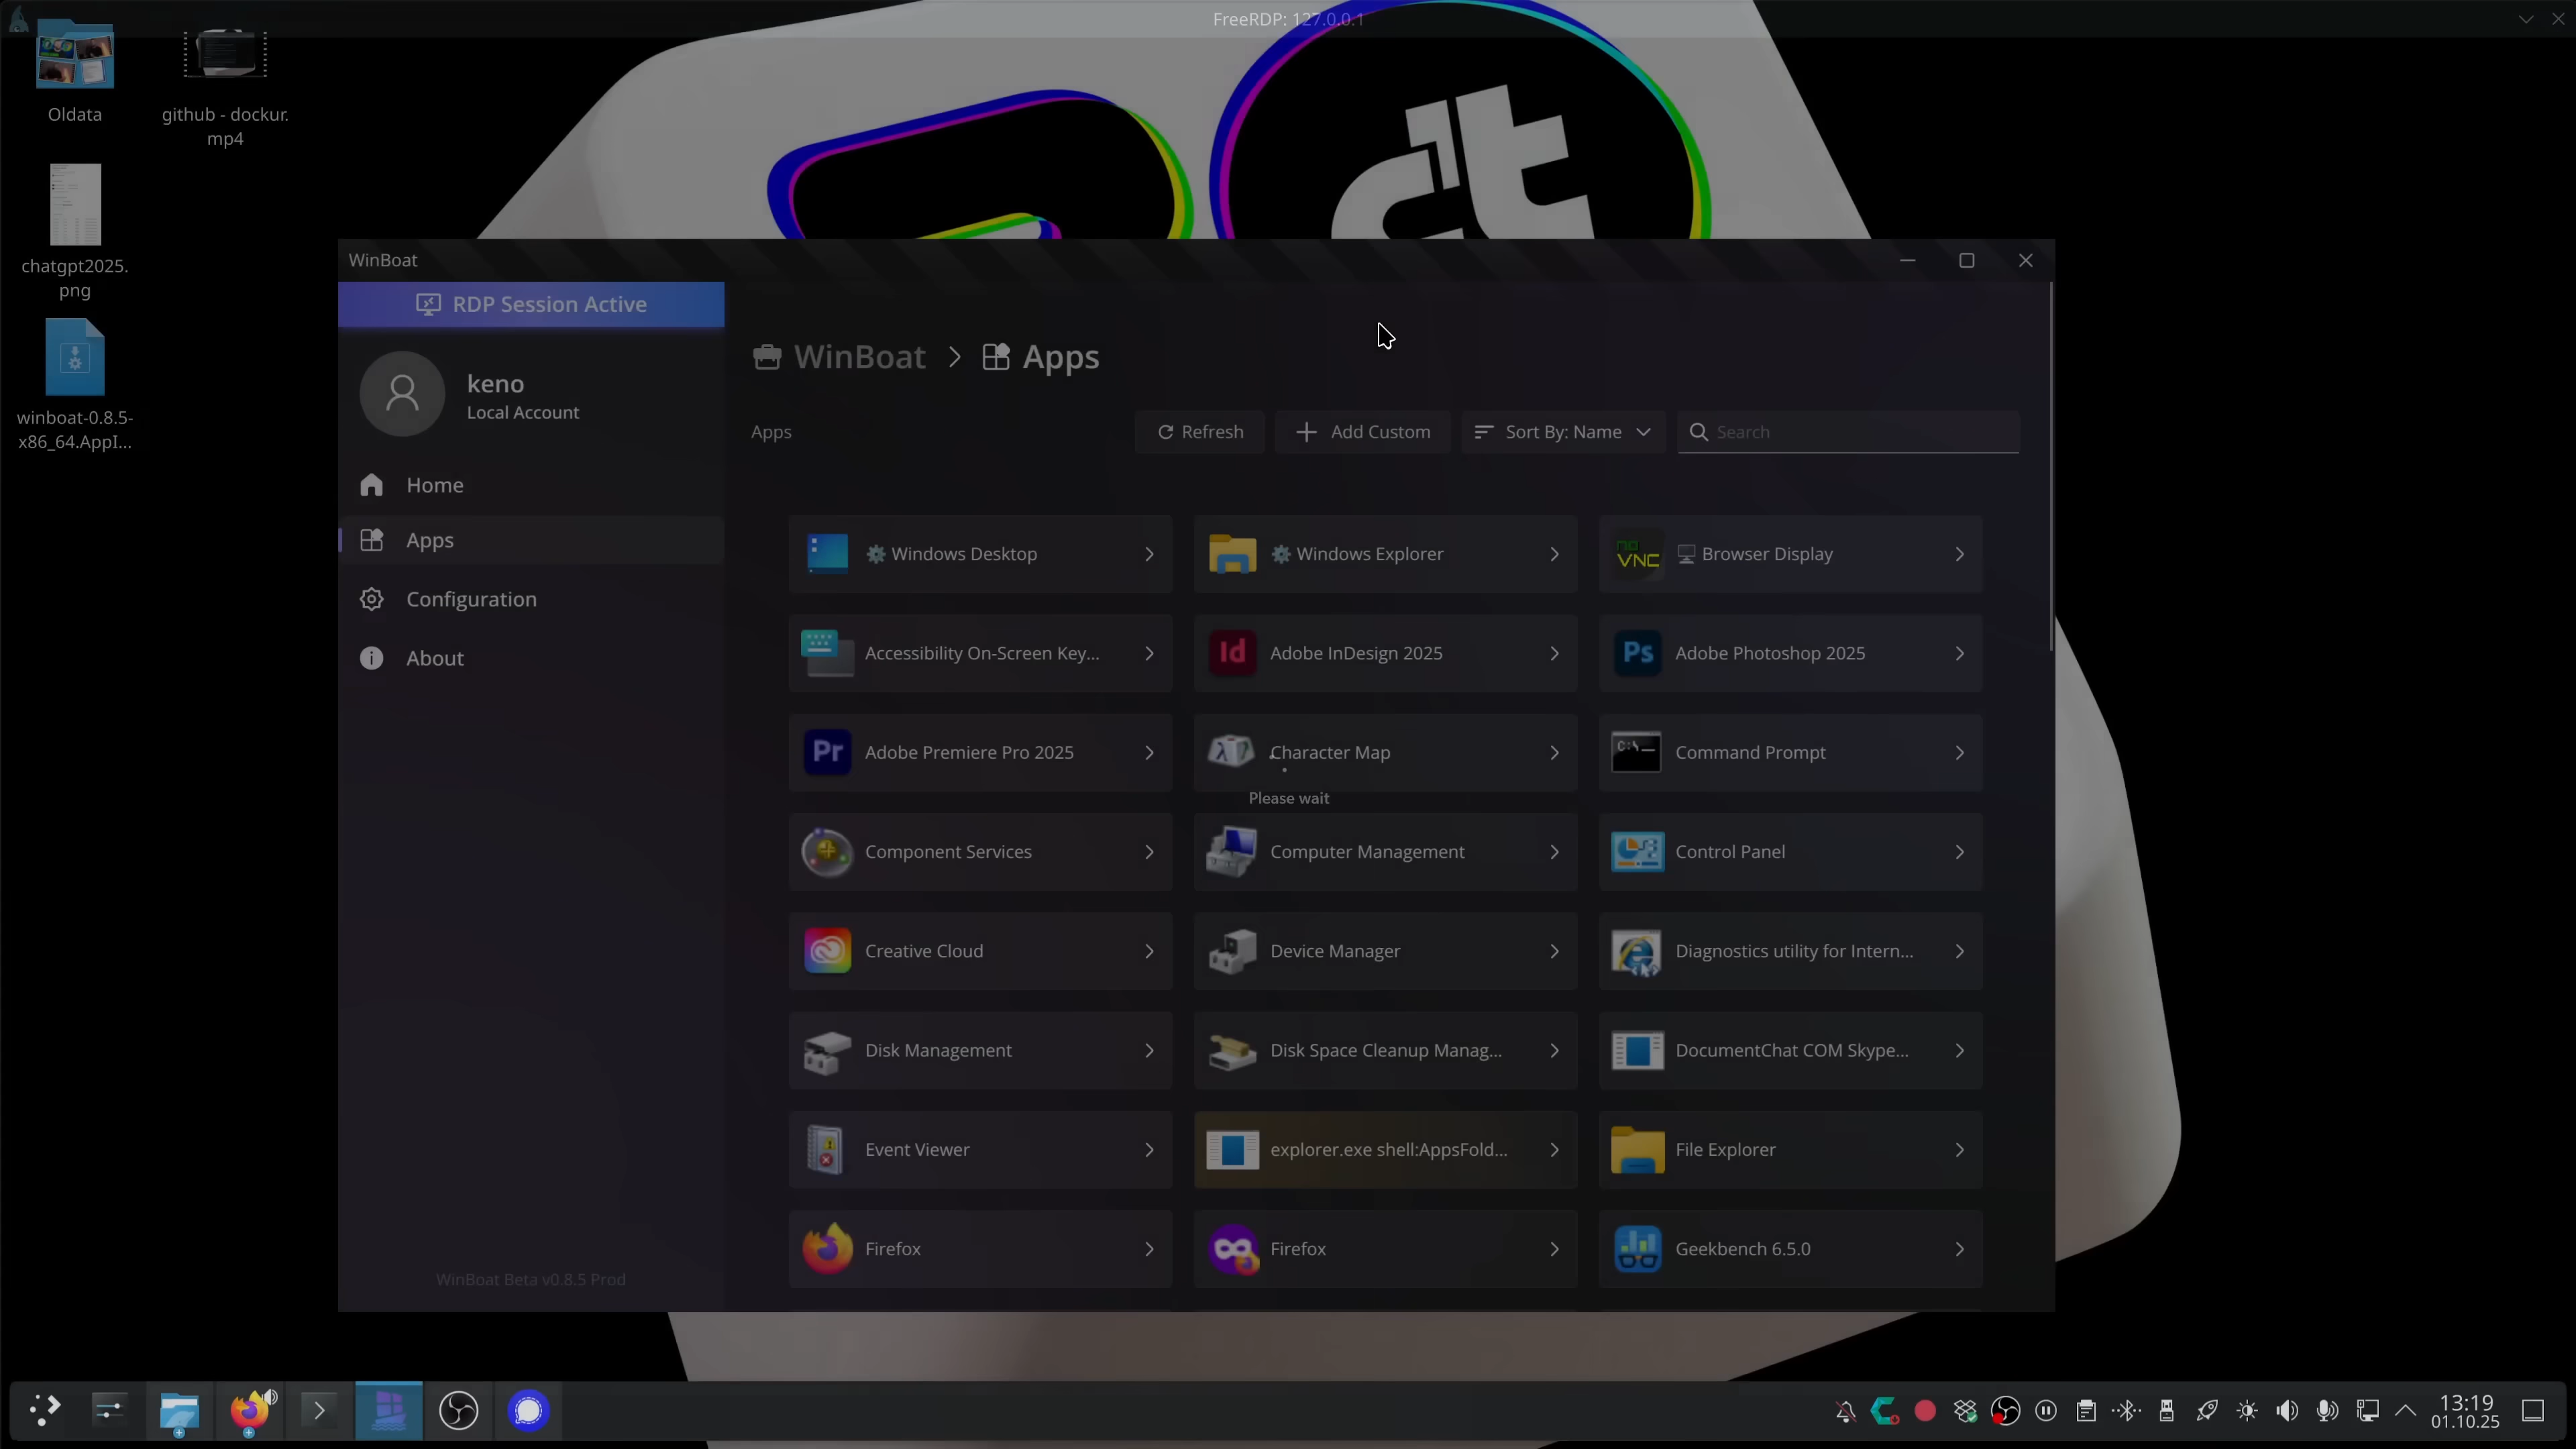 FreeRDP: 127.0.0.1
Oldata
github - dockur.
mp4
chatgpt2025.
png
winboat-0.8.5-
x86_64.AppI...
c't
WinBoat
RDP Session Active
keno
Local Account
Home
Apps
Configuration
About
WinBoat Beta v0.8.5 Prod
WinBoat > Apps
Apps
Refresh
Add Custom
Sort By: Name
Search
Windows Desktop
Windows Explorer
noVNC
Browser Display
Accessibility On-Screen Key...
Id
Adobe InDesign 2025
Ps
Adobe Photoshop 2025
Pr
Adobe Premiere Pro 2025
Character Map
C:\_
Command Prompt
Please wait
Component Services
Computer Management
Control Panel
Creative Cloud
Device Manager
Diagnostics utility for Intern...
Disk Management
Disk Space Cleanup Manag...
DocumentChat COM Skype...
Event Viewer
explorer.exe shell:AppsFold...
File Explorer
Firefox
Firefox
Geekbench 6.5.0
13:19
01.10.25